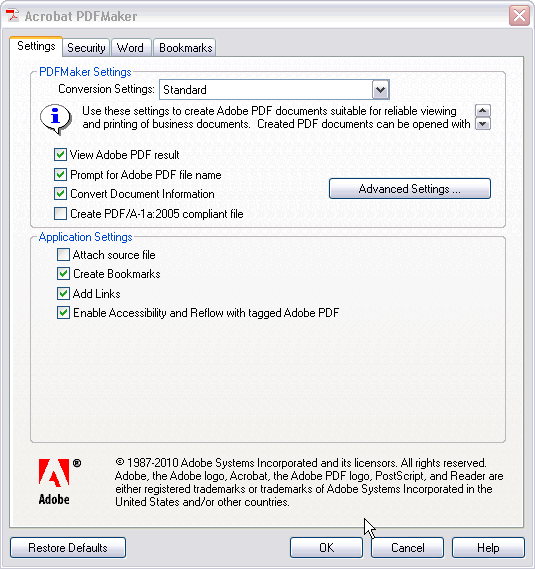 Acrobat PDFMaker
Settings Security Word Bookmarks
PDFMaker Settings
Conversion Settings: Standard
Use these settings to create Adobe PDF documents suitable for reliable viewing
and printing of business documents. Created PDF documents can be opened with
View Adobe PDF result
Prompt for Adobe PDF file name
Convert Document Information
Advanced Settings ...
Create PDF/A-1a:2005 compliant file
Application Settings
Attach source file
Create Bookmarks
Add Links
Enable Accessibility and Reflow with tagged Adobe PDF
Adobe
®
© 1987-2010 Adobe Systems Incorporated and its licensors. All rights reserved.
Adobe, the Adobe logo, Acrobat, the Adobe PDF logo, PostScript, and Reader are
either registered trademarks or trademarks of Adobe Systems Incorporated in the
United States and/or other countries.
Restore Defaults OK Cancel Help